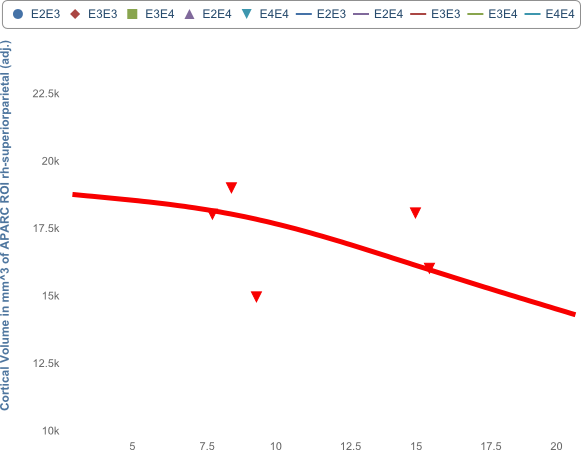 E2E3 E3E3 E3E4 E2E4 E4E4 E2E3 E2E4 E3E3 E3E4 E4E4
Cortical Volume in mm^3 of APARC ROI rh-superiorparietal (adj.)
22.5k
20k
17.5k
15k
12.5k
10k
5 7.5 10 12.5 15 17.5 20